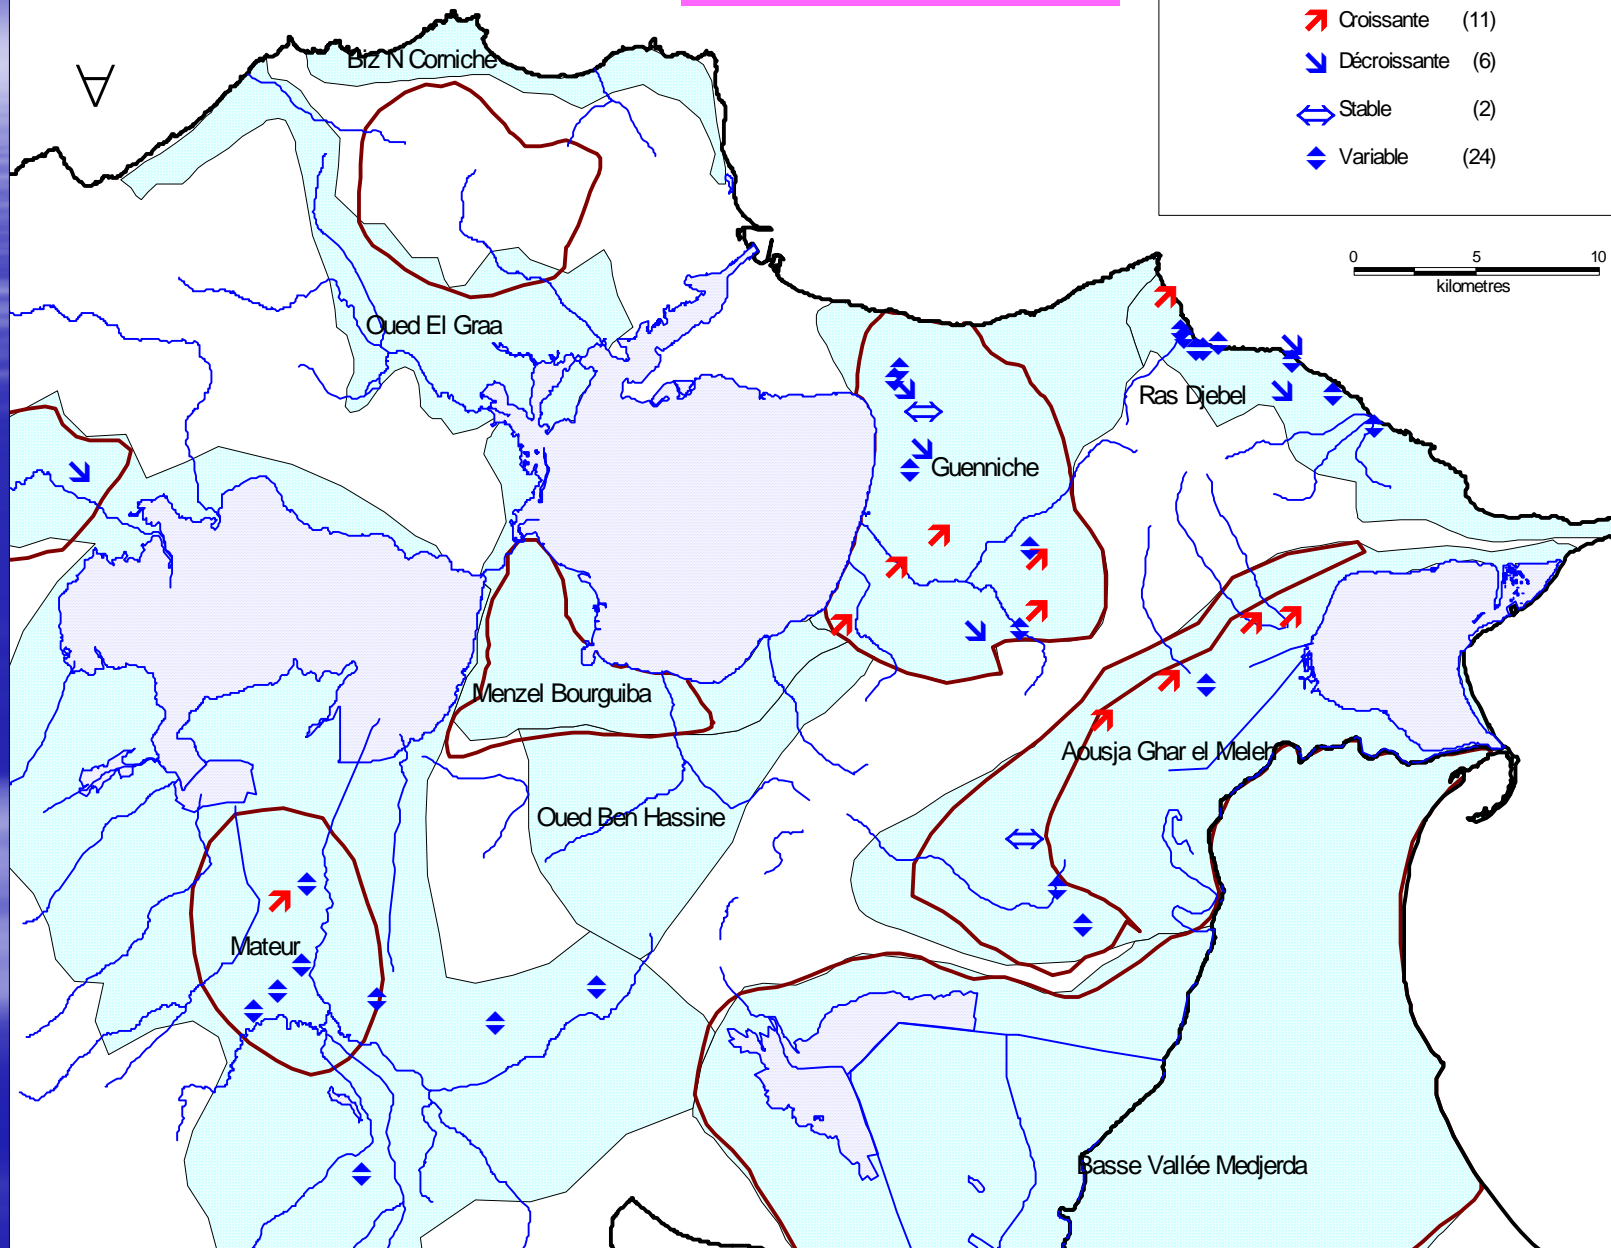 Croissante (11)
Décroissante (6)
Stable (2)
Variable (24)
0 5 10
kilometres
Biz N Corniche
Oued El Graa
Ras Djebel
Guenniche
Menzel Bourguiba
Aousja Ghar el Meleh
Oued Ben Hassine
Mateur
Basse Vallée Medjerda